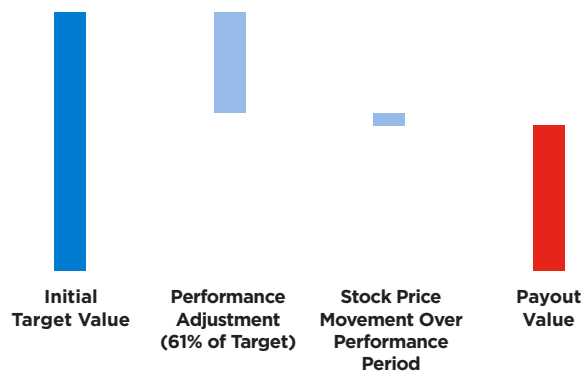 Initial
Target Value
Performance
Adjustment
(61% of Target)
Stock Price
Movement Over
Performance
Period
Payout
Value